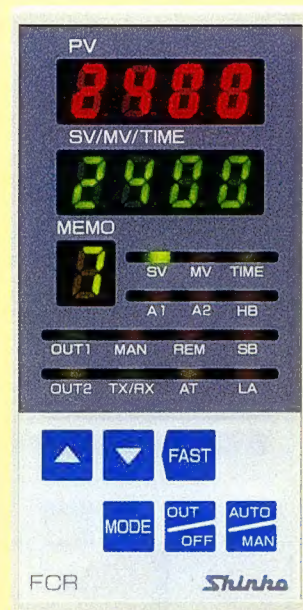 PV
2400
SV/MV/TIME
2400
MEMO
7
SV MV TIME
A1 A2 HB
OUT1 MAN REM SB
OUT2 TX/RX AT LA
FAST
MODE OUT OFF AUTO MAN
FCR Shinko